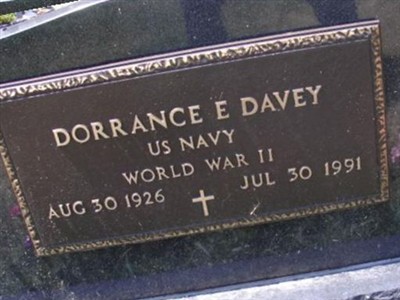 DORRANCE E DAVEY
US NAVY
WORLD WAR II
AUG 30 1926 JUL 30 1991